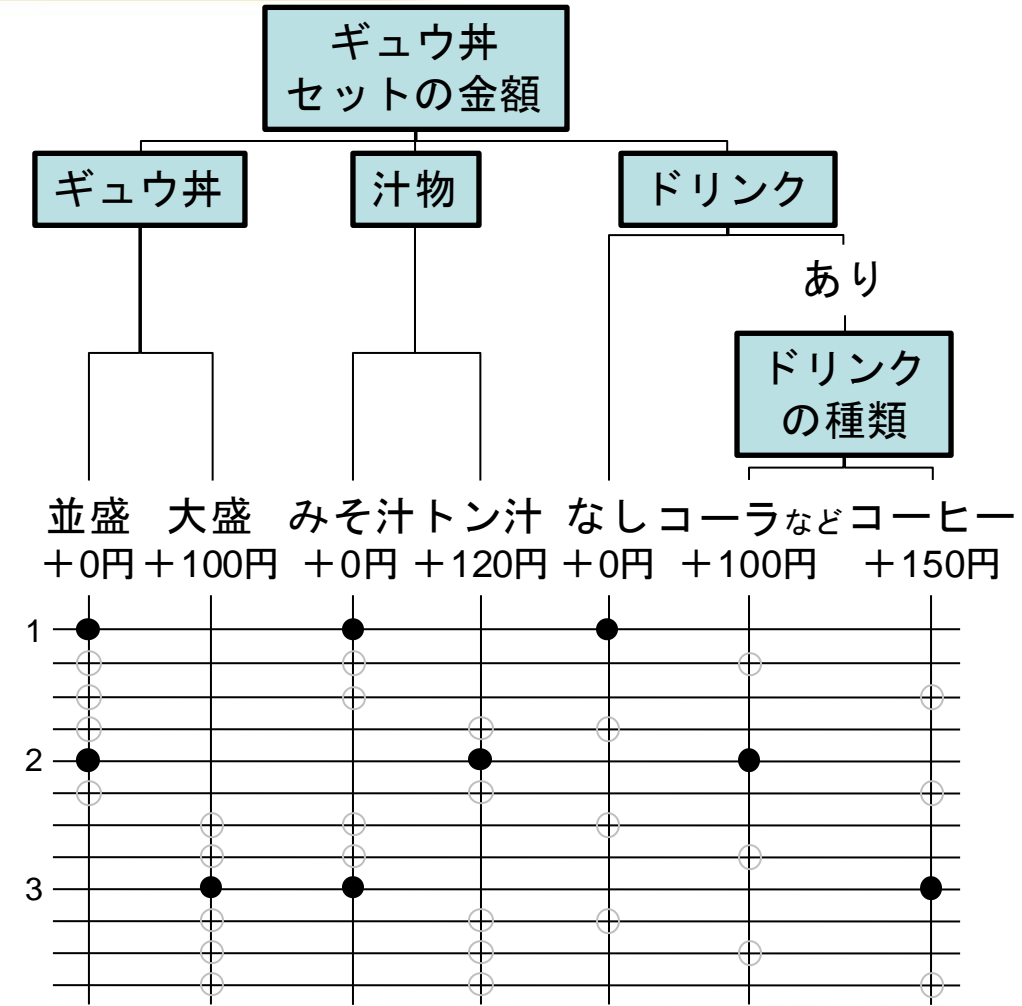 ギュウ丼
セットの金額
ギュウ丼 汁物 ドリンク
あり
ドリンク
の種類
並盛 大盛 みそ汁 トン汁 なし コーラなど コーヒー
+0円 +100円 +0円 +120円 +0円 +100円 +150円
1
2
3